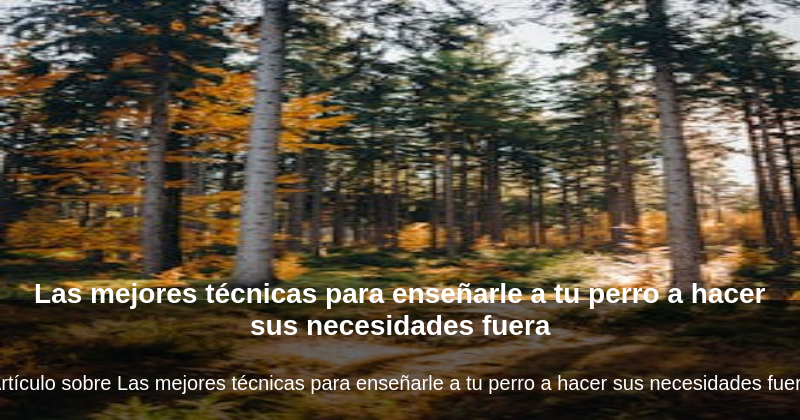 Las mejores técnicas para enseñarle a tu perro a hacer
sus necesidades fuera
rtículo sobre Las mejores técnicas para enseñarle a tu perro a hacer sus necesidades fuer